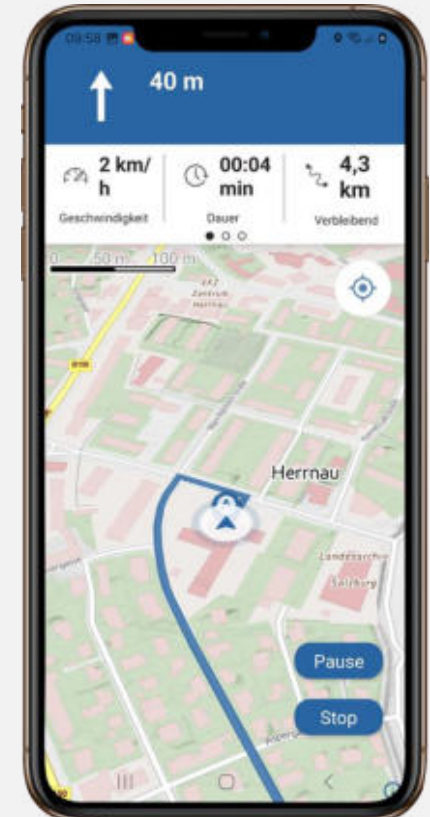 09:58
40 m
2 km/
h
Geschwindigkeit
00:04
min
Dauer
4,3
km
Verbleibend
0 50 m 100 m
Zentrum
Herrnau
Herrnau
Landesarchiv
Salzburg
Pause
Stop